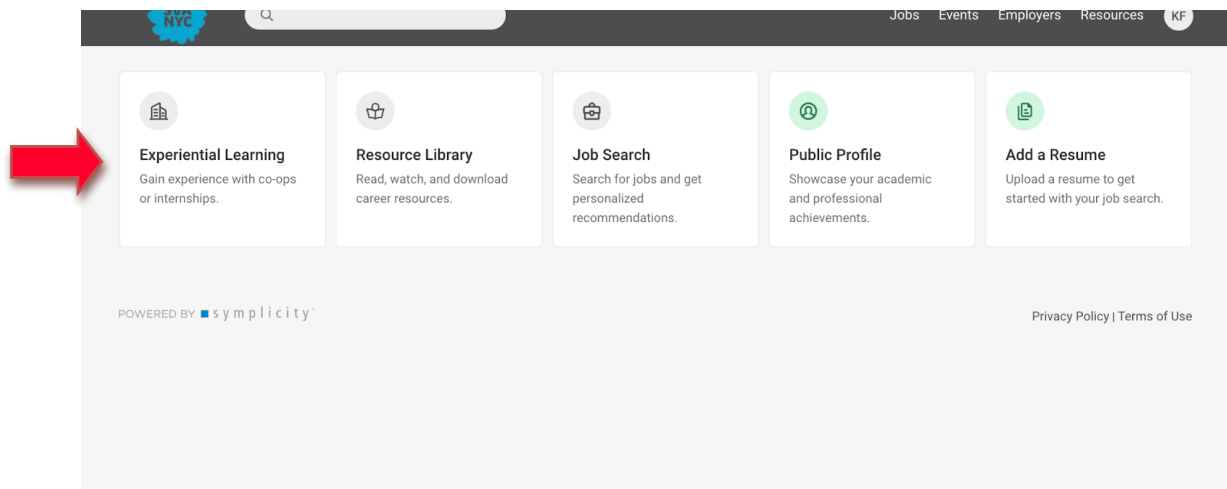 SVA
NYC
Jobs Events Employers Resources KF
Experiential Learning
Gain experience with co-ops
or internships.
Resource Library
Read, watch, and download
career resources.
Job Search
Search for jobs and get
personalized
recommendations.
Public Profile
Showcase your academic
and professional
achievements.
Add a Resume
Upload a resume to get
started with your job search.
POWERED BY symplicity
Privacy Policy | Terms of Use